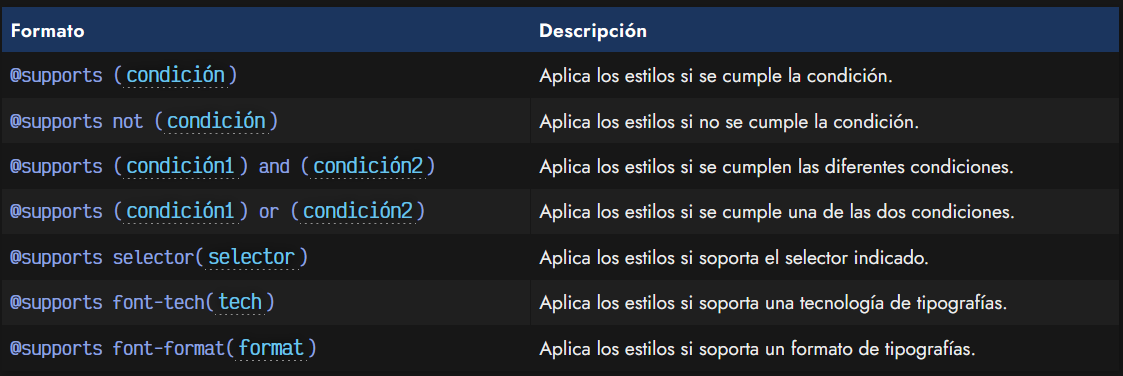 Formato Descripción
@supports (condición) Aplica los estilos si se cumple la condición.
@supports not (condición) Aplica los estilos si no se cumple la condición.
@supports (condición1) and (condición2) Aplica los estilos si se cumplen las diferentes condiciones.
@supports (condición1) or (condición2) Aplica los estilos si se cumple una de las dos condiciones.
@supports selector(selector) Aplica los estilos si soporta el selector indicado.
@supports font-tech(tech) Aplica los estilos si soporta una tecnología de tipografías.
@supports font-format(format) Aplica los estilos si soporta un formato de tipografías.